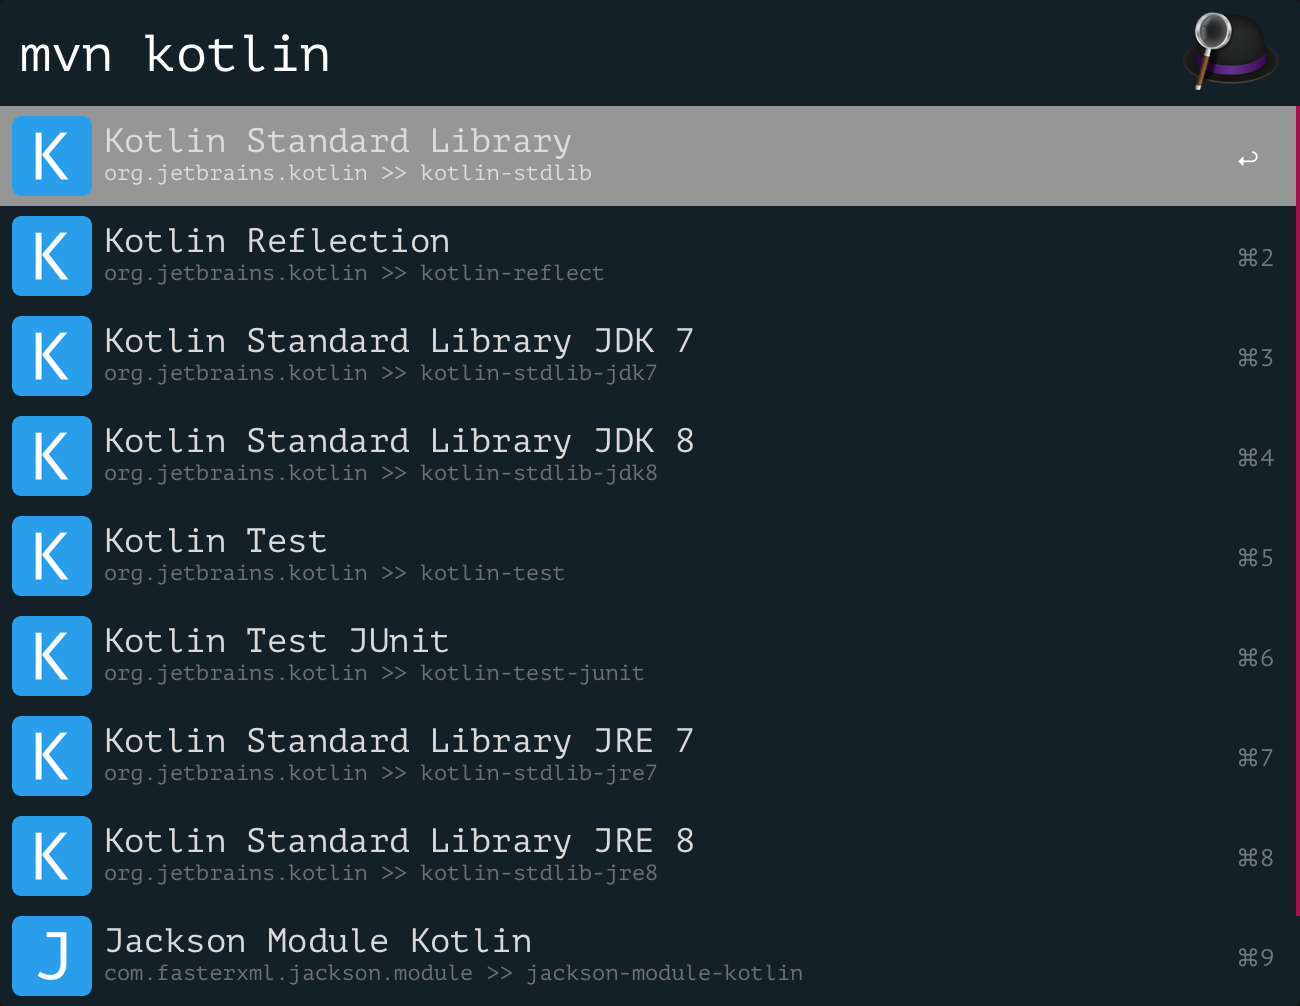 mvn kotlin
K
Kotlin Standard Library
org.jetbrains.kotlin >> kotlin-stdlib
↩
K
Kotlin Reflection
org.jetbrains.kotlin >> kotlin-reflect
⌘2
K
Kotlin Standard Library JDK 7
org.jetbrains.kotlin >> kotlin-stdlib-jdk7
⌘3
K
Kotlin Standard Library JDK 8
org.jetbrains.kotlin >> kotlin-stdlib-jdk8
⌘4
K
Kotlin Test
org.jetbrains.kotlin >> kotlin-test
⌘5
K
Kotlin Test JUnit
org.jetbrains.kotlin >> kotlin-test-junit
⌘6
K
Kotlin Standard Library JRE 7
org.jetbrains.kotlin >> kotlin-stdlib-jre7
⌘7
K
Kotlin Standard Library JRE 8
org.jetbrains.kotlin >> kotlin-stdlib-jre8
⌘8
J
Jackson Module Kotlin
com.fasterxml.jackson.module >> jackson-module-kotlin
⌘9